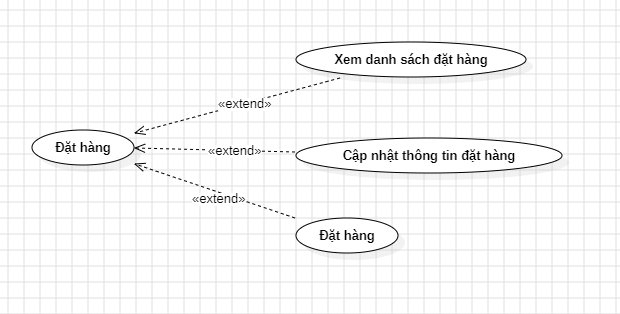 Xem danh sách đặt hàng
«extend»
Đặt hàng
«extend»
Cập nhật thông tin đặt hàng
«extend»
Đặt hàng